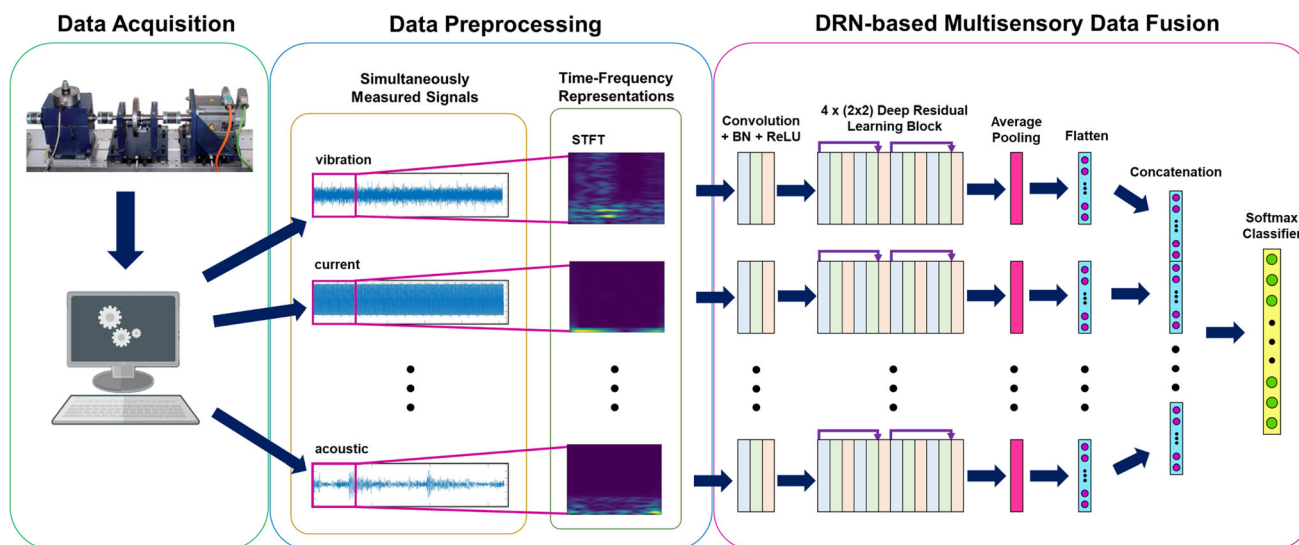 Data Acquisition
Data Preprocessing
DRN-based Multisensory Data Fusion
Simultaneously
Measured Signals
Time-Frequency
Representations
vibration
STFT
current
acoustic
Convolution
+ BN + ReLU
4 x (2x2) Deep Residual
Learning Block
Average
Pooling
Flatten
Concatenation
Softmax
Classifier